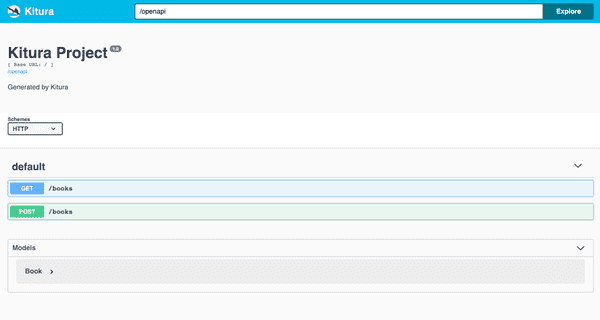 Kitura
/openapi
Explore
Kitura Project 1.0
[ Base URL: / ]
/openapi
Generated by Kitura
Schemes
HTTP
default
GET /books
POST /books
Models
Book